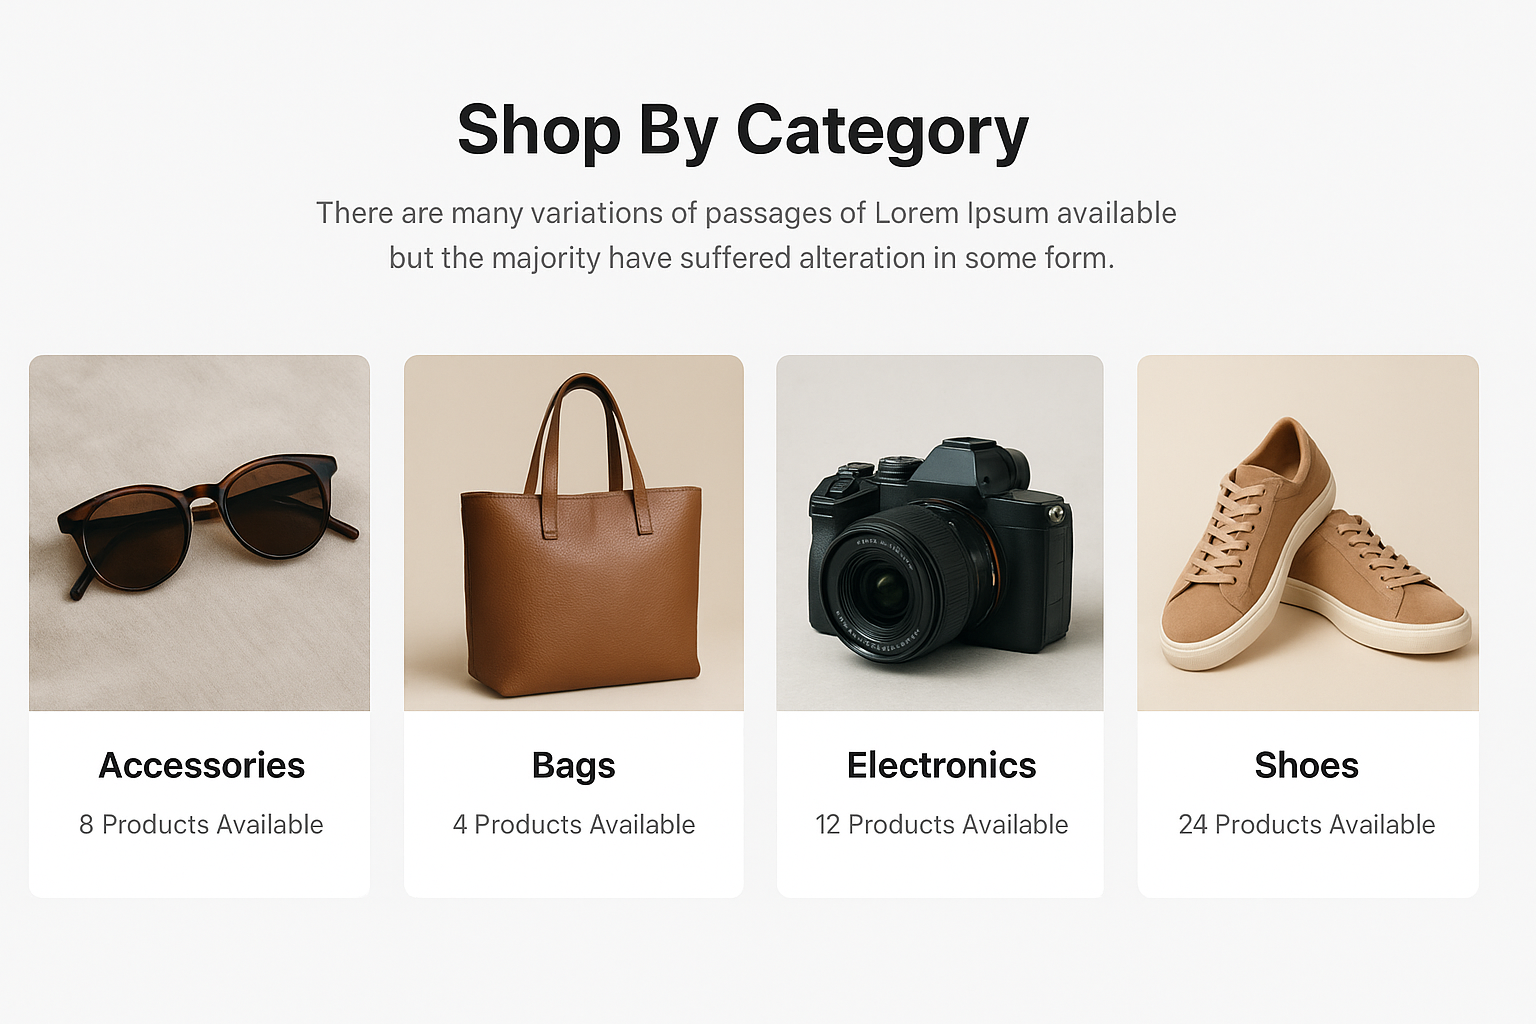 Shop By Category
There are many variations of passages of Lorem Ipsum available
but the majority have suffered alteration in some form.
Accessories
8 Products Available
Bags
4 Products Available
Electronics
12 Products Available
Shoes
24 Products Available